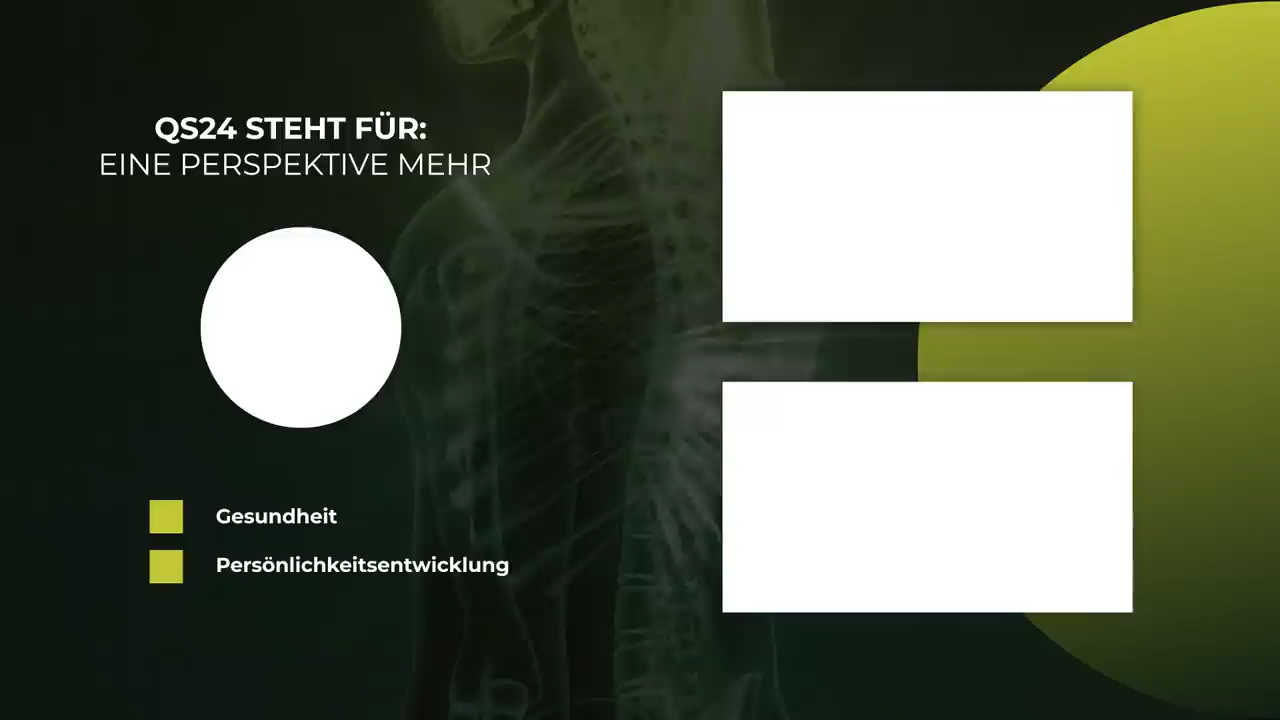 QS24 STEHT FÜR:
EINE PERSPEKTIVE MEHR
Gesundheit
Persönlichkeitsentwicklung